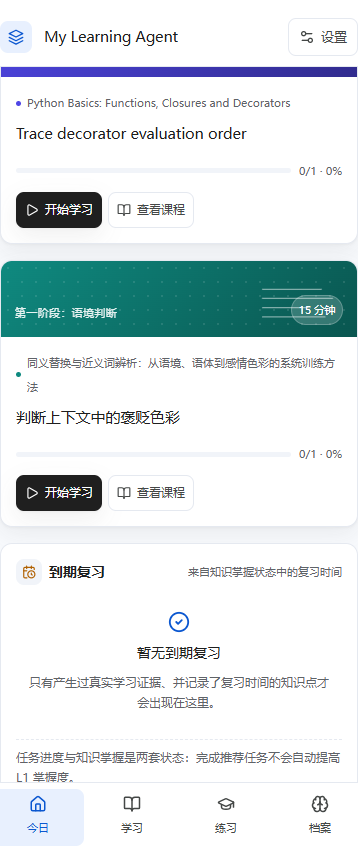 My Learning Agent
设置
Python Basics: Functions, Closures and Decorators
Trace decorator evaluation order
0/1 · 0%
开始学习
查看课程
第一阶段：语境判断
15 分钟
同义替换与近义词辨析：从语境、语体到感情色彩的系统训练方
法
判断上下文中的褒贬色彩
0/1 · 0%
开始学习
查看课程
到期复习
来自知识掌握状态中的复习时间
暂无到期复习
只有产生过真实学习证据、并记录了复习时间的知识点才
会出现在这里。
任务进度与知识掌握是两套状态：完成推荐任务不会自动提高
L1 掌握度。
今日
学习
练习
档案